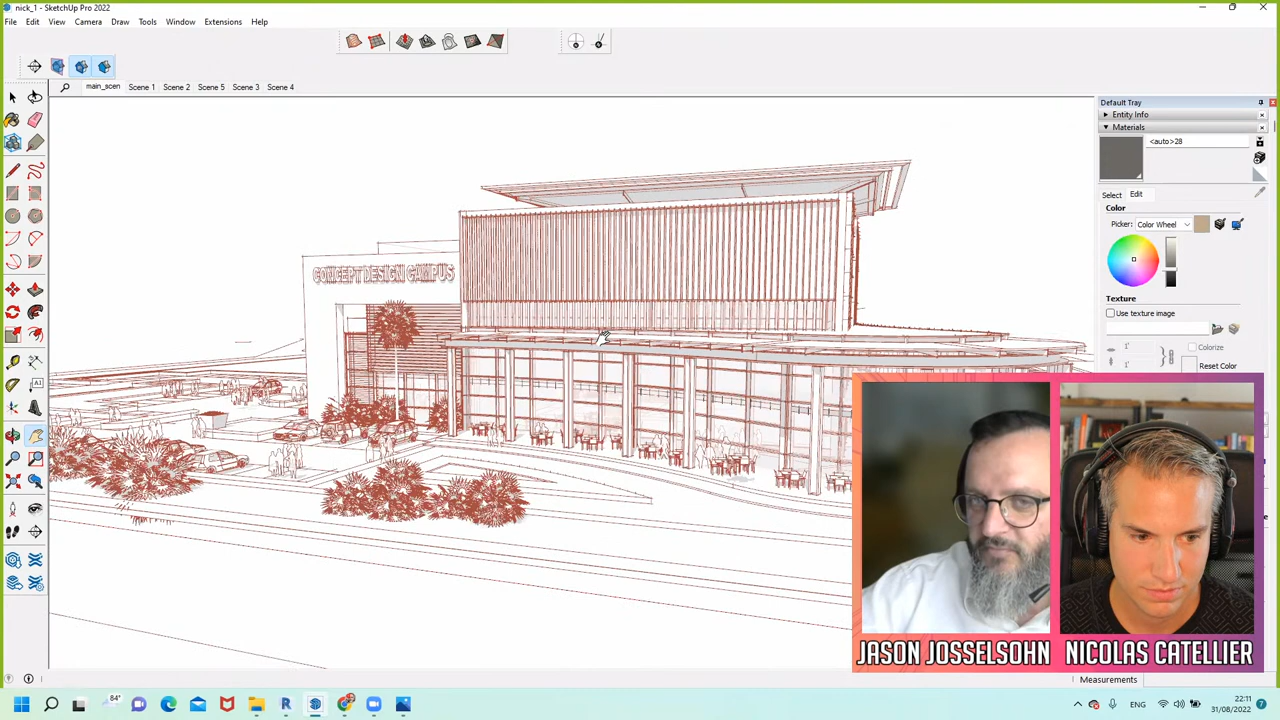 nick_1 - SketchUp Pro 2022
File Edit View Camera Draw Tools Window Extensions Help
main_scen Scene 1 Scene 2 Scene 5 Scene 3 Scene 4
Default Tray
Entity Info
Materials
<auto>28
Select Edit
Color
Picker: Color Wheel
Texture
Use texture image
1' Colorize
1' Reset Color
CONCEPT DESIGN CAMPUS
JASON JOSSELSOHN NICOLAS CATELLIER
Measurements
84°
ENG
22:11
31/08/2022